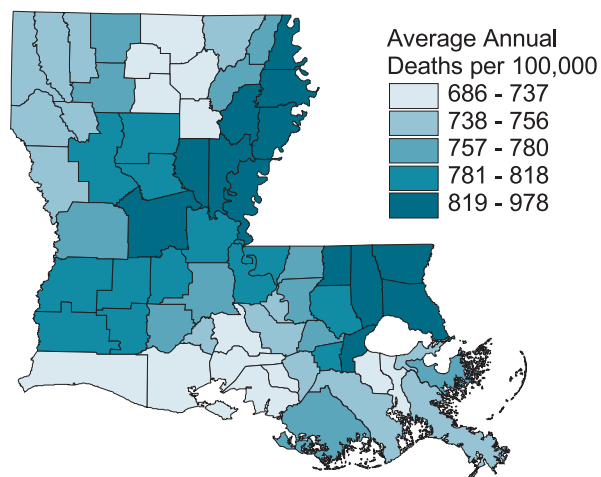 Average Annual
Deaths per 100,000
686 - 737
738 - 756
757 - 780
781 - 818
819 - 978